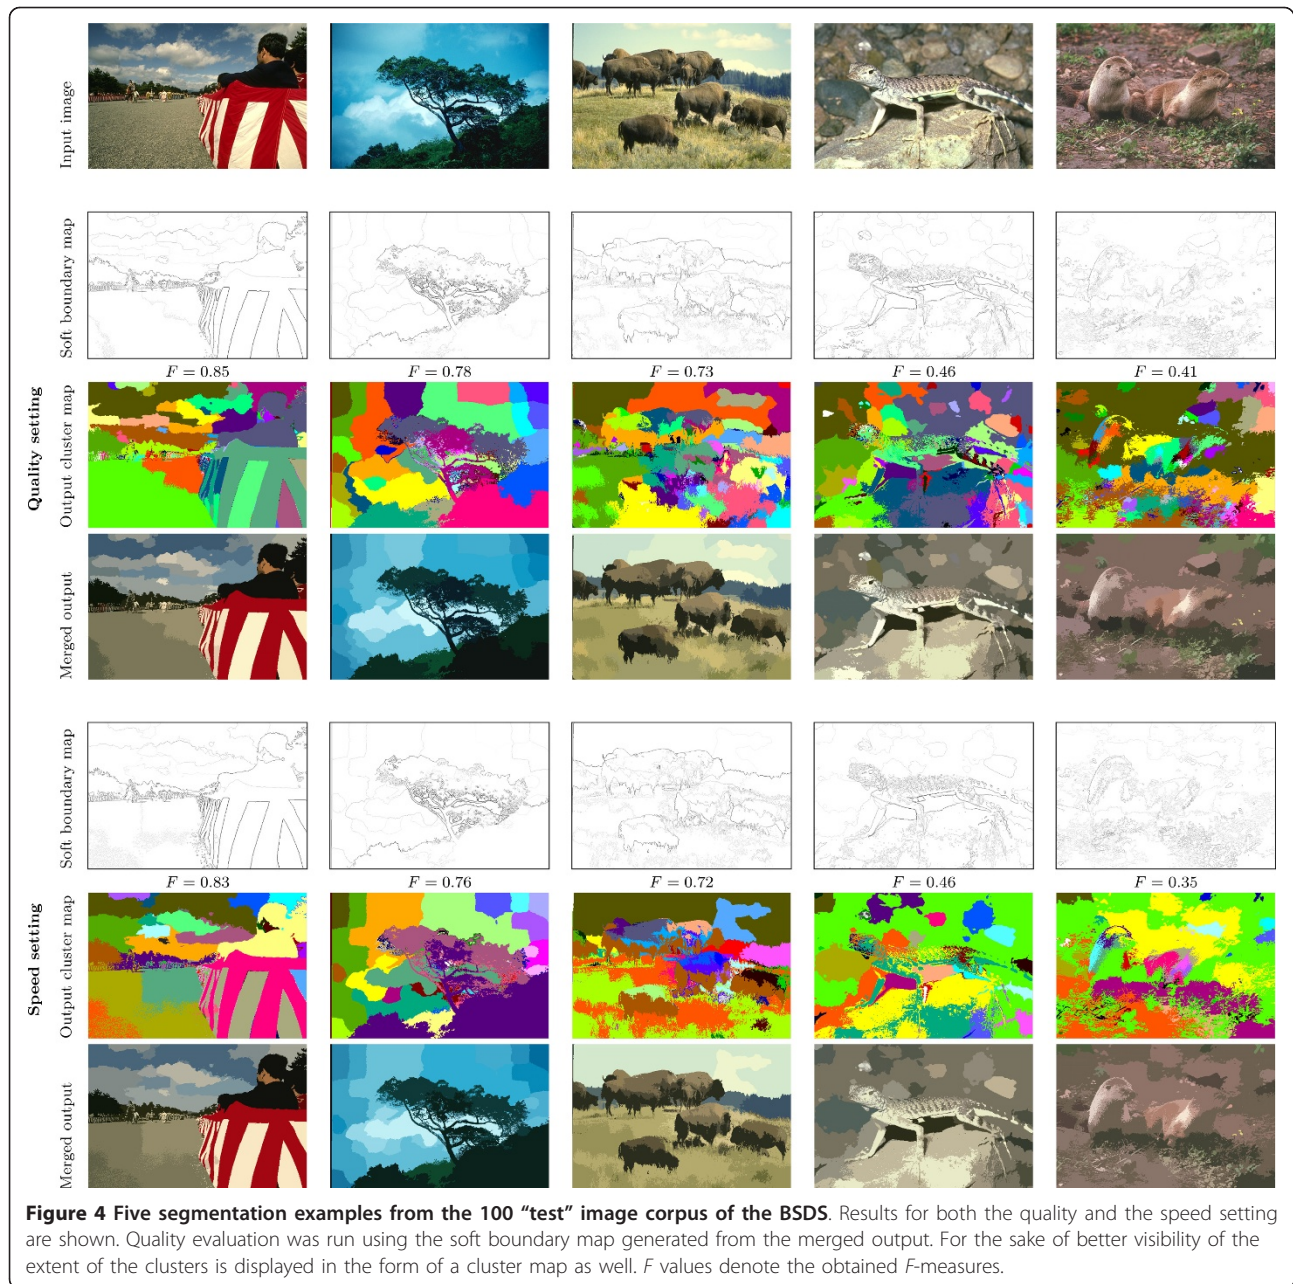 Input image
Soft boundary map
F = 0.85 F = 0.78 F = 0.73 F = 0.46 F = 0.41
Quality setting
Output cluster map
Merged output
Soft boundary map
F = 0.83 F = 0.76 F = 0.72 F = 0.46 F = 0.35
Speed setting
Output cluster map
Merged output
Figure 4 Five segmentation examples from the 100 “test” image corpus of the BSDS. Results for both the quality and the speed setting
are shown. Quality evaluation was run using the soft boundary map generated from the merged output. For the sake of better visibility of the
extent of the clusters is displayed in the form of a cluster map as well. F values denote the obtained F-measures.